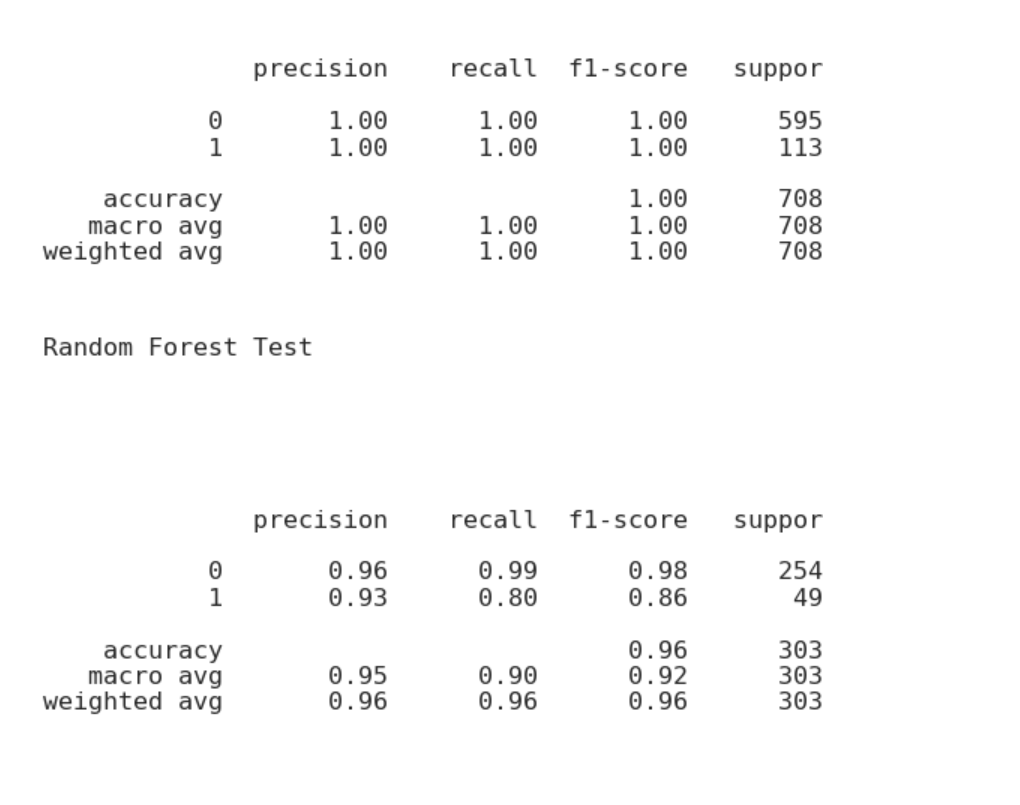 precision    recall  f1-score   suppor
0       1.00      1.00      1.00       595
1       1.00      1.00      1.00       113
accuracy                           1.00       708
macro avg       1.00      1.00      1.00       708
weighted avg       1.00      1.00      1.00       708
Random Forest Test
precision    recall  f1-score   suppor
0       0.96      0.99      0.98       254
1       0.93      0.80      0.86        49
accuracy                           0.96       303
macro avg       0.95      0.90      0.92       303
weighted avg       0.96      0.96      0.96       303